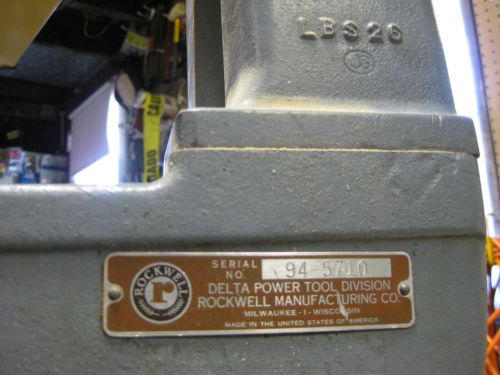 LBS26
JB
SERIAL NO. 94-5710
DELTA POWER TOOL DIVISION
ROCKWELL MANUFACTURING CO.
MILWAUKEE-1-WISCONSIN
MADE IN THE UNITED STATES OF AMERICA
ROCKWELL
r